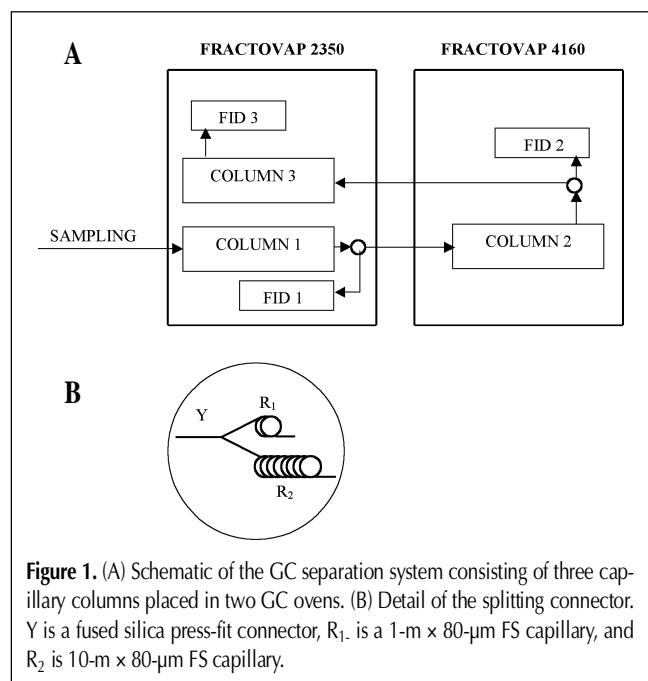 A
FRACTOVAP 2350
FRACTOVAP 4160
FID 3
FID 2
COLUMN 3
SAMPLING
COLUMN 1
COLUMN 2
FID 1
B
Y
R₁
R₂
Figure 1. (A) Schematic of the GC separation system consisting of three cap-
illary columns placed in two GC ovens. (B) Detail of the splitting connector.
Y is a fused silica press-fit connector, R₁₋ is a 1-m × 80-µm FS capillary, and
R₂ is 10-m × 80-µm FS capillary.